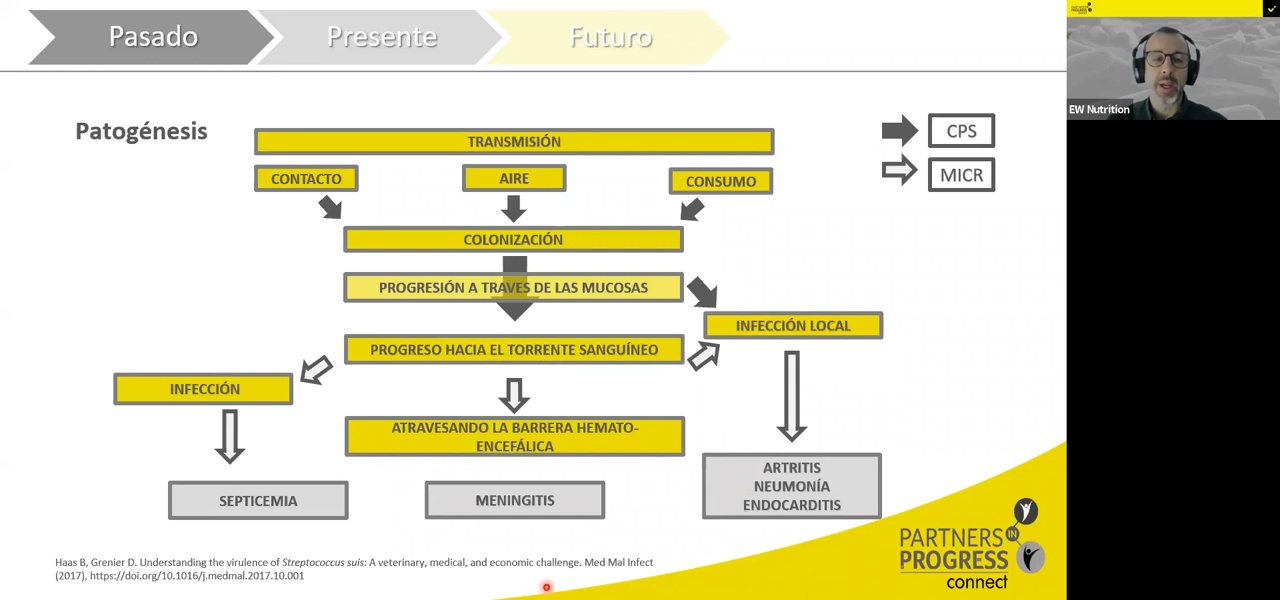 Pasado
Presente
Futuro
PARTNERS
PROGRESS
EW Nutrition
Patogénesis
TRANSMISIÓN
CPS
CONTACTO
AIRE
CONSUMO
MICR
COLONIZACIÓN
PROGRESIÓN A TRAVES DE LAS MUCOSAS
INFECCIÓN LOCAL
PROGRESO HACIA EL TORRENTE SANGUÍNEO
INFECCIÓN
ATRAVESANDO LA BARRERA HEMATO-
ENCEFÁLICA
SEPTICEMIA
MENINGITIS
ARTRITIS
NEUMONÍA
ENDOCARDITIS
PARTNERS
IN
PROGRESS
connect
Haas B, Grenier D. Understanding the virulence of Streptococcus suis: A veterinary, medical, and economic challenge. Med Mal Infect
(2017), https://doi.org/10.1016/j.medmal.2017.10.001